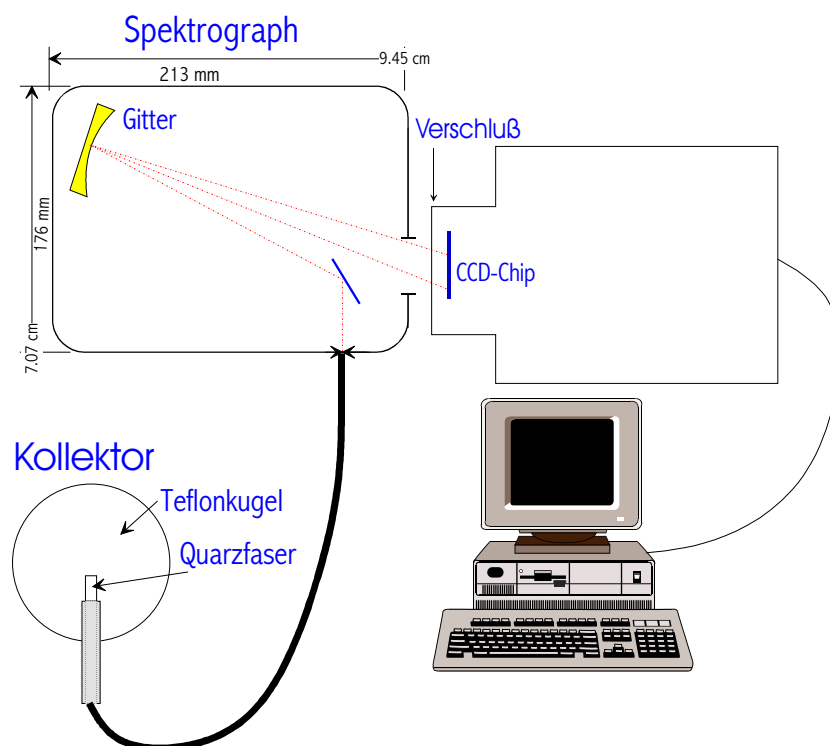 Spektrograph
9.45 cm
213 mm
Gitter
Verschluß
176 mm
CCD-Chip
7.07 cm
Kollektor
Teflonkugel
Quarzfaser